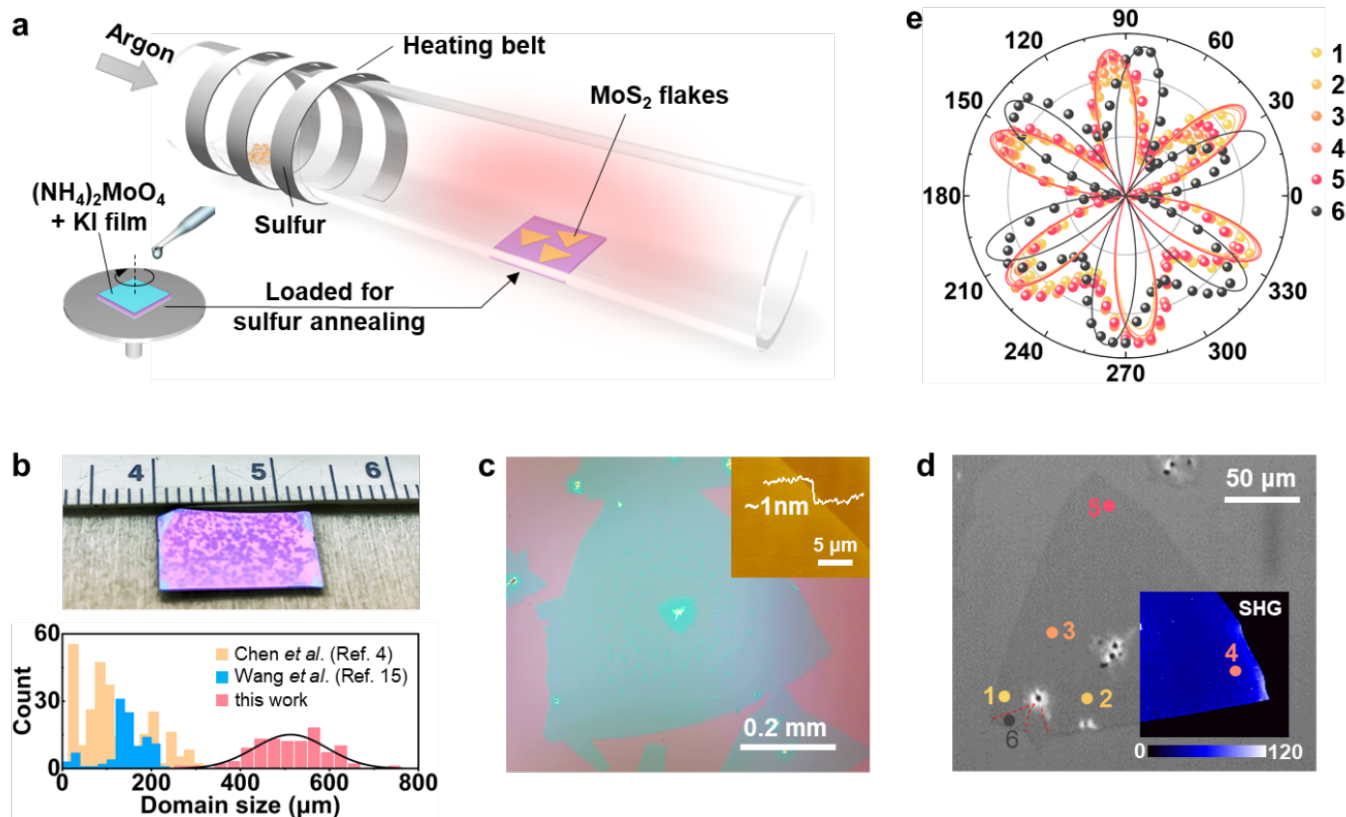 a
Argon
Heating belt
MoS2 flakes
(NH4)2MoO4
+ KI film
Sulfur
Loaded for
sulfur annealing
b
4 5 6
60
30
0
Count
Chen et al. (Ref. 4)
Wang et al. (Ref. 15)
this work
0 200 400 600 800
Domain size (µm)
c
~1nm
5 µm
0.2 mm
d
50 µm
5
3
SHG
4
1
2
6
0 120
e
90
120 60
150 30
180 0
210 330
240 300
270
1
2
3
4
5
6